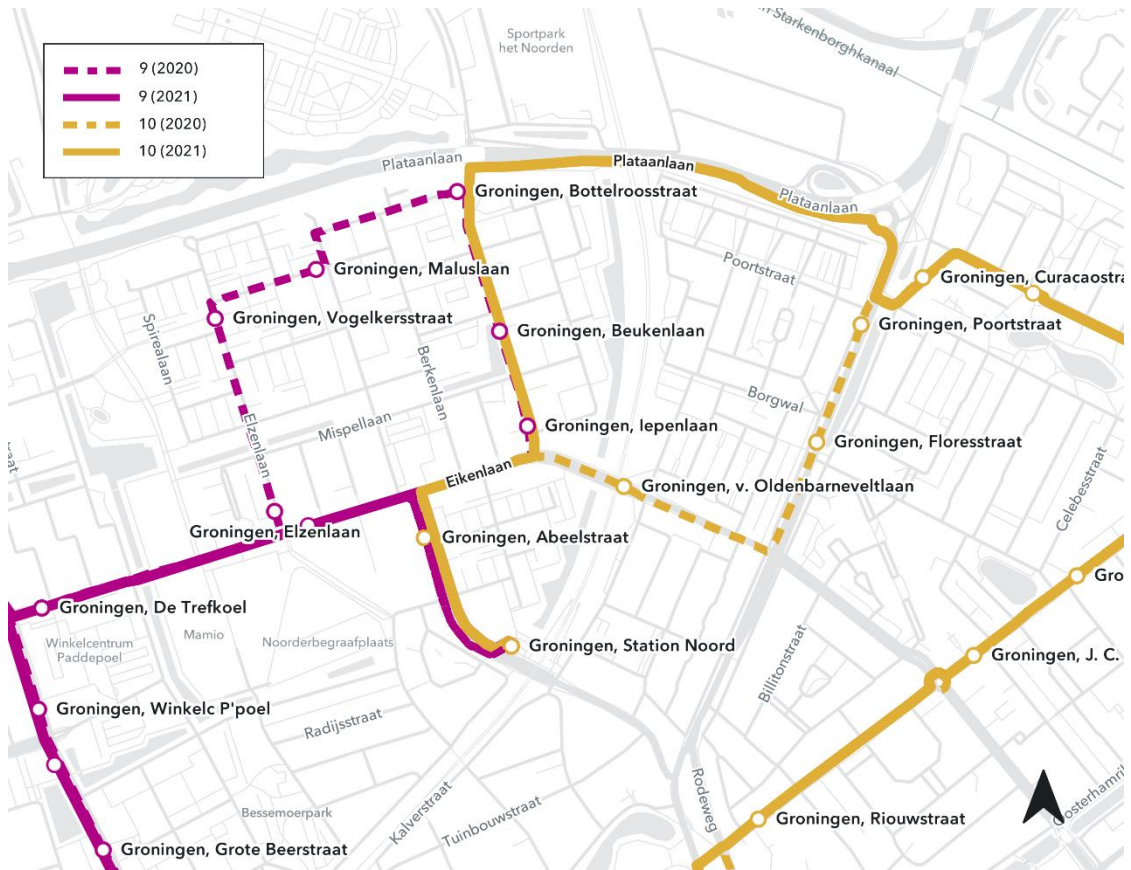 n Starkenborghkanaal
Sportpark
het Noorden
9 (2020)
9 (2021)
10 (2020)
10 (2021)
Plataanlaan
Plataanlaan
Plataanlaan
Groningen, Bottelroosstraat
Poortstraat
Groningen, Maluslaan
Groningen, Curacaostra
Groningen, Vogelkersstraat
Groningen, Beukenlaan
Groningen, Poortstraat
Spirealaan
Berkenlaan
Borgwal
Elzenlaan
Mispellaan
Groningen, Iepenlaan
Groningen, Floresstraat
raat
Eikenlaan
Groningen, v. Oldenbarneveltlaan
Celebesstraat
Groningen, Elzenlaan
Groningen, Abeelstraat
Gro
Groningen, De Trefkoel
Winkelcentrum
Paddepoel
Mamio
Noorderbegraafplaats
Groningen, Station Noord
Billitonstraat
Groningen, J. C.
Groningen, Winkelc P'poel
Radijsstraat
Rodeweg
Oosterhamrik
Bessemoerpark
Kalverstraat
Tuinbouwstraat
Groningen, Riouwstraat
Groningen, Grote Beerstraat